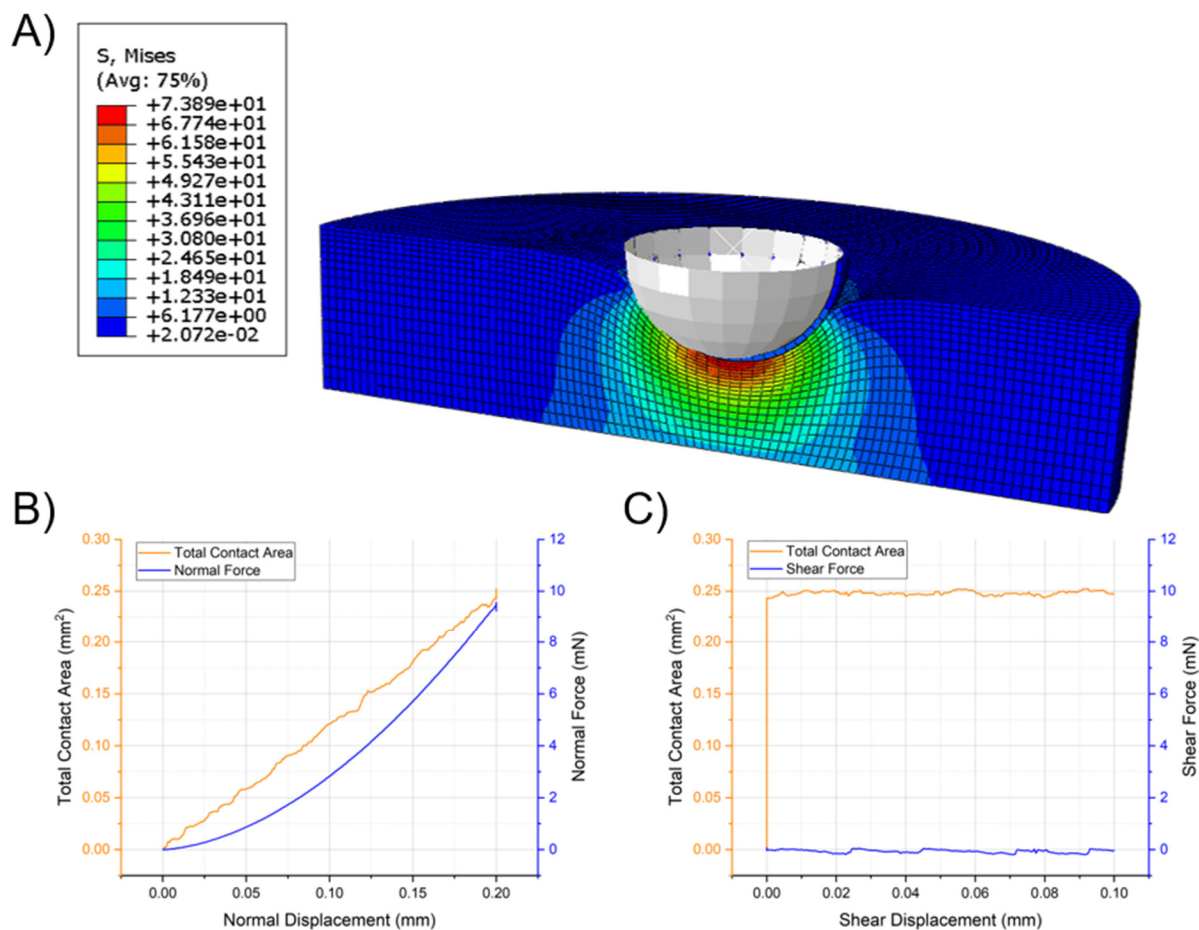 A)
S, Mises
(Avg: 75%)
+7.389e+01
+6.774e+01
+6.158e+01
+5.543e+01
+4.927e+01
+4.311e+01
+3.696e+01
+3.080e+01
+2.465e+01
+1.849e+01
+1.233e+01
+6.177e+00
+2.072e-02
B)
Total Contact Area
Normal Force
Total Contact Area (mm²)
0.30
0.25
0.20
0.15
0.10
0.05
0.00
12
10
8
6
4
2
0
Normal Force (mN)
0.00 0.05 0.10 0.15 0.20
Normal Displacement (mm)
C)
Total Contact Area
Shear Force
Total Contact Area (mm²)
0.30
0.25
0.20
0.15
0.10
0.05
0.00
12
10
8
6
4
2
0
Shear Force (mN)
0.00 0.02 0.04 0.06 0.08 0.10
Shear Displacement (mm)